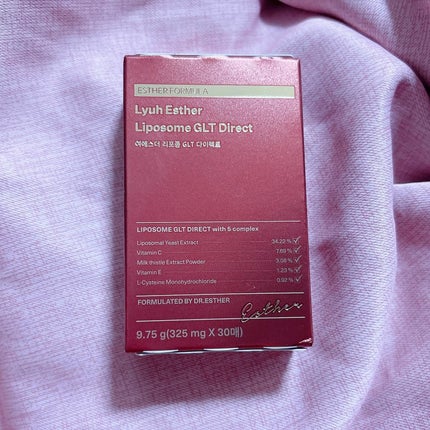 ESTHER FORMULA
Lyuh Esther
Liposome GLT Direct
여에스더 리포좀 GLT 다이렉트
LIPOSOME GLT DIRECT with 5 complex
Liposomal Yeast Extract 34.22 %
Vitamin C 7.69 %
Milk thistle Extract Powder 3.08 %
Vitamin E 1.23 %
L-Cysteine Monohydrochloride 0.92 %
FORMULATED BY DR.ESTHER
Esther
9.75 g(325 mg X 30매)